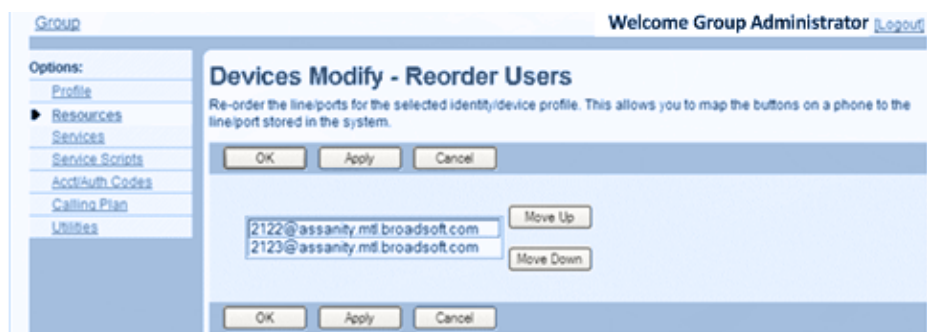 Group
Welcome Group Administrator [Logout]
Options:
Profile
Resources
Services
Service Scripts
Acct/Auth Codes
Calling Plan
Utilities
Devices Modify - Reorder Users
Re-order the line/ports for the selected identity/device profile. This allows you to map the buttons on a phone to the
line/port stored in the system.
OK Apply Cancel
2122@assanity.mtl.broadsoft.com
2123@assanity.mtl.broadsoft.com
Move Up
Move Down
OK Apply Cancel